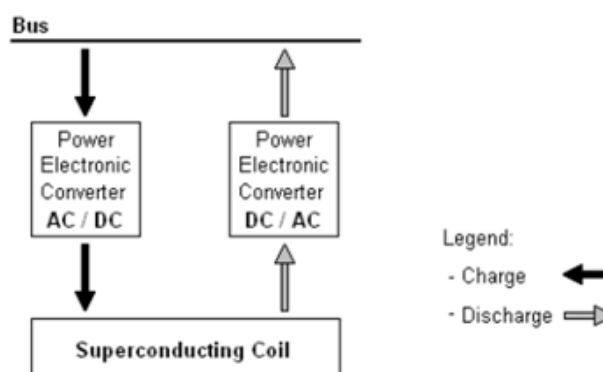 Bus
Power
Electronic
Converter
AC / DC
Power
Electronic
Converter
DC / AC
Legend:
- Charge
- Discharge
Superconducting Coil